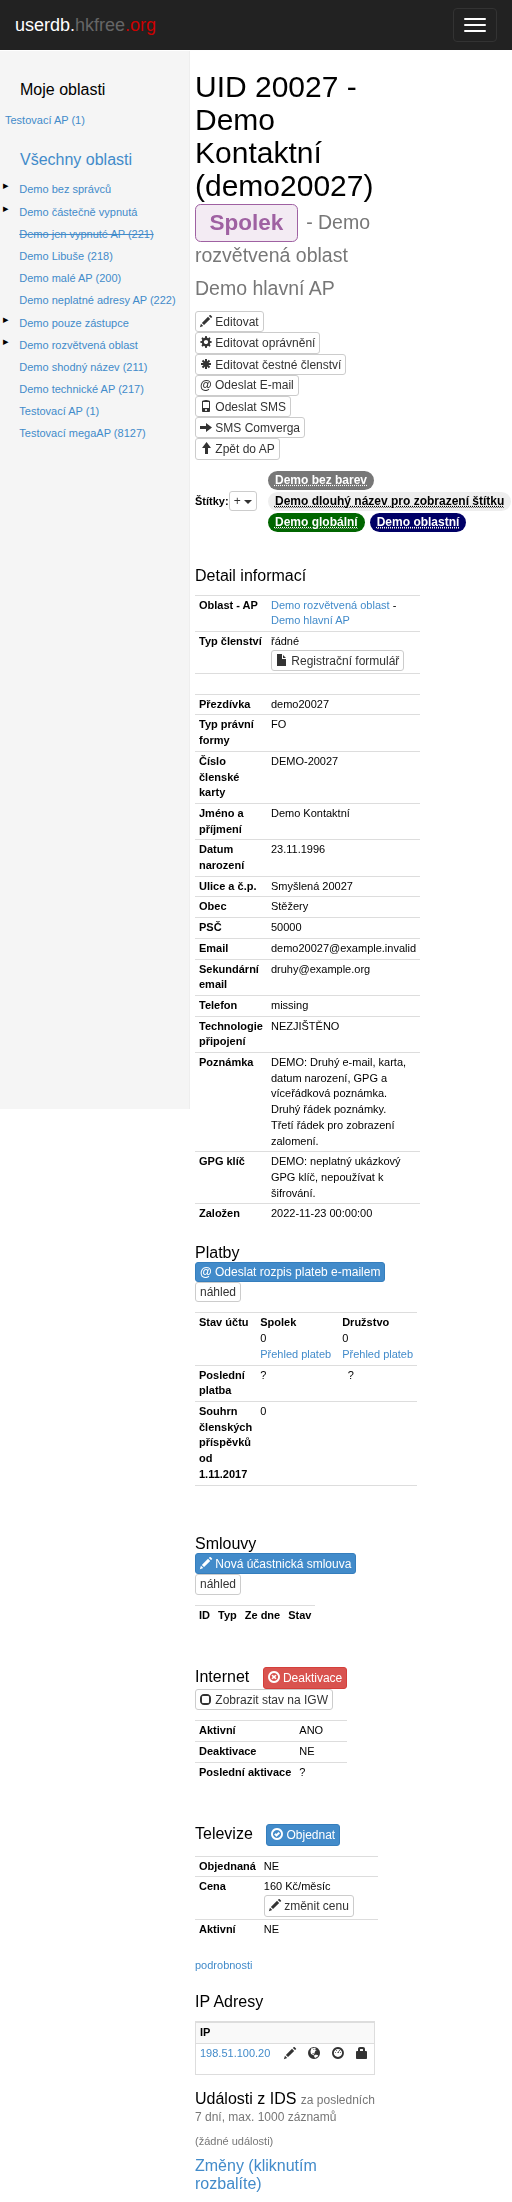 userdb.hkfree.org
Moje oblasti
Testovací AP (1)
Všechny oblasti
Demo bez správců
Demo částečně vypnutá
Demo jen vypnuté AP (221)
Demo Libuše (218)
Demo malé AP (200)
Demo neplatné adresy AP (222)
Demo pouze zástupce
Demo rozvětvená oblast
Demo shodný název (211)
Demo technické AP (217)
Testovací AP (1)
Testovací megaAP (8127)
UID 20027 -
Demo
Kontaktní
(demo20027)
Spolek - Demo
rozvětvená oblast
Demo hlavní AP
Editovat
Editovat oprávnění
Editovat čestné členství
@ Odeslat E-mail
Odeslat SMS
SMS Comverga
Zpět do AP
Demo bez barev
Štítky: + Demo dlouhý název pro zobrazení štítku
Demo globální Demo oblastní
Detail informací
Oblast - AP Demo rozvětvená oblast -
Demo hlavní AP
Typ členství řádné
Registrační formulář
Přezdívka demo20027
Typ právní FO
formy
Číslo DEMO-20027
členské
karty
Jméno a Demo Kontaktní
příjmení
Datum 23.11.1996
narození
Ulice a č.p. Smyšlená 20027
Obec Stěžery
PSČ 50000
Email demo20027@example.invalid
Sekundární druhy@example.org
email
Telefon missing
Technologie NEZJIŠTĚNO
připojení
Poznámka DEMO: Druhý e-mail, karta,
datum narození, GPG a
víceřádková poznámka.
Druhý řádek poznámky.
Třetí řádek pro zobrazení
zalomení.
GPG klíč DEMO: neplatný ukázkový
GPG klíč, nepoužívat k
šifrování.
Založen 2022-11-23 00:00:00
Platby
@ Odeslat rozpis plateb e-mailem
náhled
Stav účtu Spolek Družstvo
0 0
Přehled plateb Přehled plateb
Poslední ? ?
platba
Souhrn 0
členských
příspěvků
od
1.11.2017
Smlouvy
Nová účastnická smlouva
náhled
ID Typ Ze dne Stav
Internet Deaktivace
Zobrazit stav na IGW
Aktivní ANO
Deaktivace NE
Poslední aktivace ?
Televize Objednat
Objednaná NE
Cena 160 Kč/měsíc
změnit cenu
Aktivní NE
podrobnosti
IP Adresy
IP
198.51.100.20
Události z IDS za posledních
7 dní, max. 1000 záznamů
(žádné události)
Změny (kliknutím
rozbalíte)